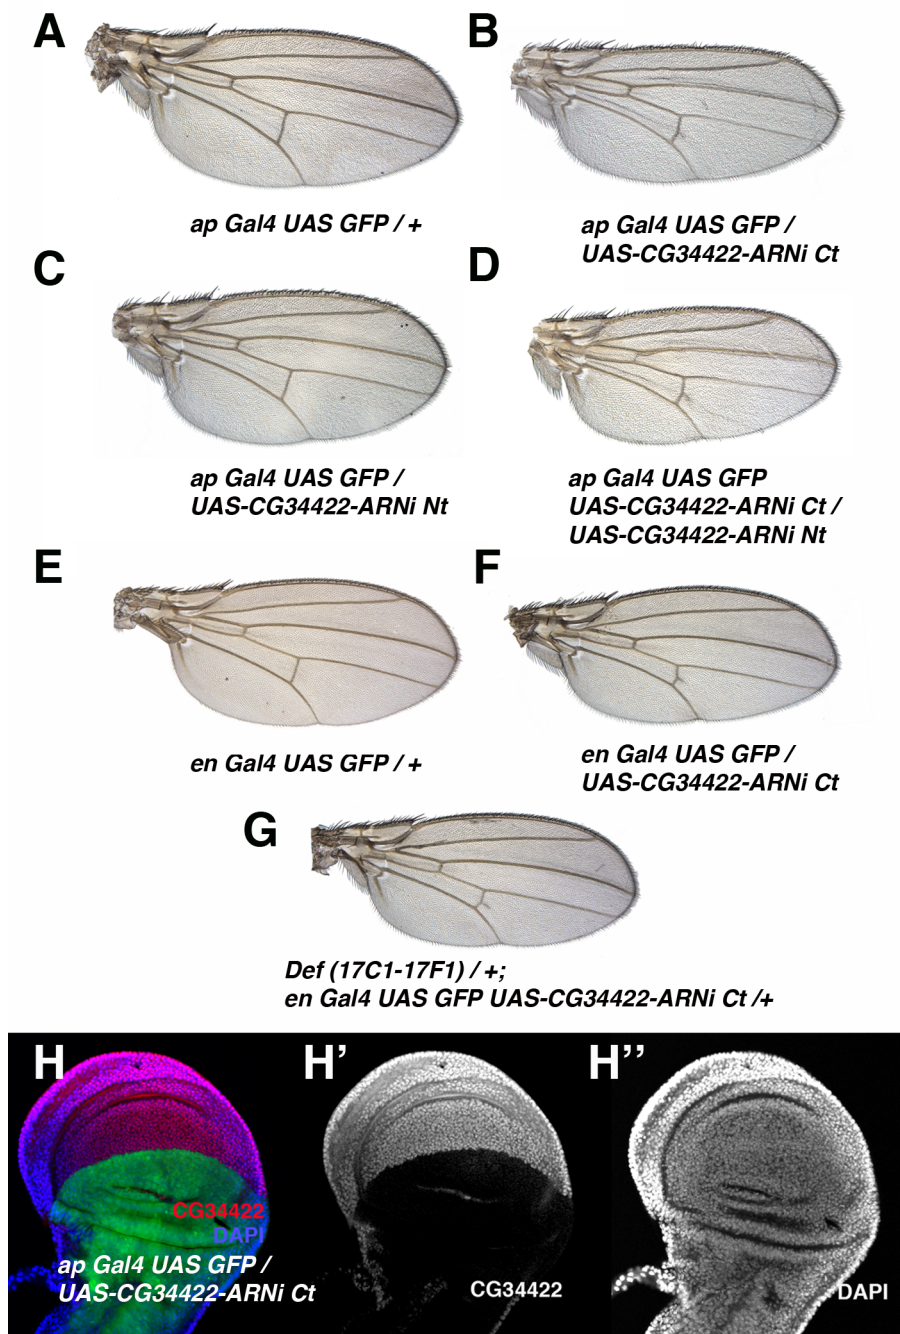 A
B
ap Gal4 UAS GFP / +
ap Gal4 UAS GFP /
UAS-CG34422-ARNi Ct
C
D
ap Gal4 UAS GFP /
UAS-CG34422-ARNi Nt
ap Gal4 UAS GFP
UAS-CG34422-ARNi Ct /
UAS-CG34422-ARNi Nt
E
F
en Gal4 UAS GFP / +
en Gal4 UAS GFP /
UAS-CG34422-ARNi Ct
G
Def (17C1-17F1) / +;
en Gal4 UAS GFP UAS-CG34422-ARNi Ct /+
H
H’
H’’
CG34422
DAPI
ap Gal4 UAS GFP /
UAS-CG34422-ARNi Ct
CG34422
DAPI